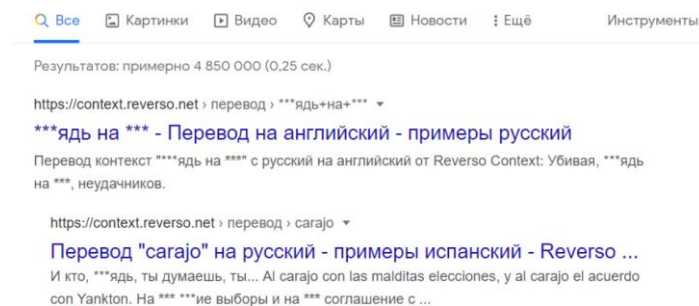 Все Картинки Видео Карты Новости Ещё Инструменты
Результатов: примерно 4 850 000 (0,25 сек.)
https://context.reverso.net › перевод › ***ядь+на+***
***ядь на *** - Перевод на английский - примеры русский
Перевод контекст "***ядь на ***" c русский на английский от Reverso Context: Убивая, ***ядь
на ***, неудачников.
https://context.reverso.net › перевод › carajo
Перевод "carajo" на русский - примеры испанский - Reverso ...
И кто, ***ядь, ты думаешь, ты... Al carajo con las malditas elecciones, y al carajo el acuerdo
con Yankton. На *** ***ие выборы и на *** соглашение с ...